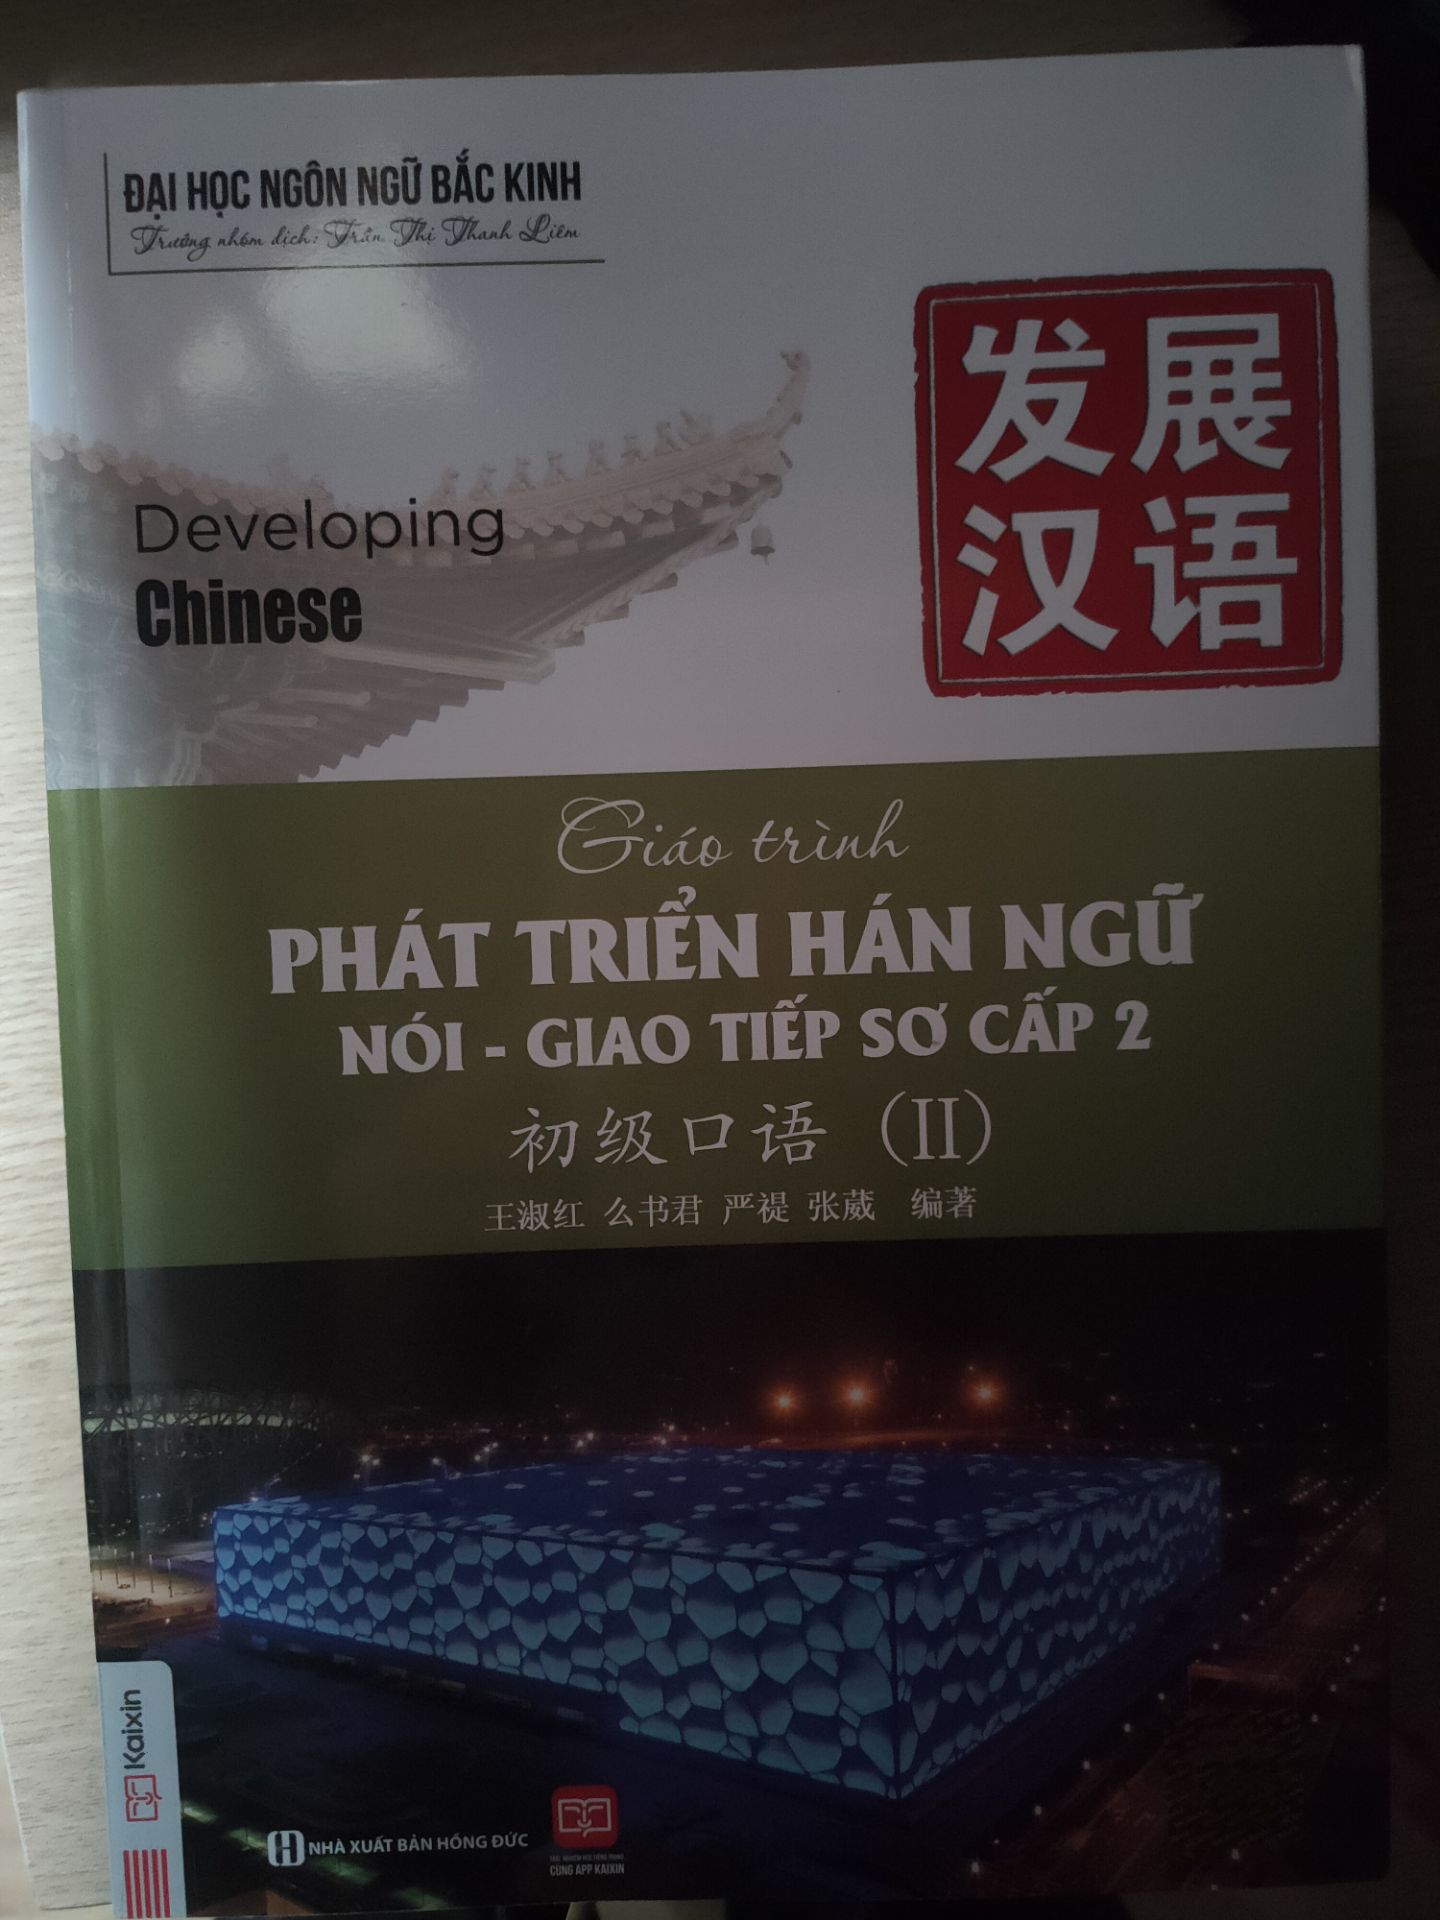 ĐẠI HỌC NGÔN NGỮ BẮC KINH
Trưởng nhóm dịch: Trần Thị Thanh Liêm
发展
汉语
Developing
Chinese
Giáo trình
PHÁT TRIỂN HÁN NGỮ
NÓI - GIAO TIẾP SƠ CẤP 2
初级口语 (II)
王淑红 么书君 严禔 张葳 编著
Kaixin
NHÀ XUẤT BẢN HỒNG ĐỨC
CÙNG APP KAIXIN